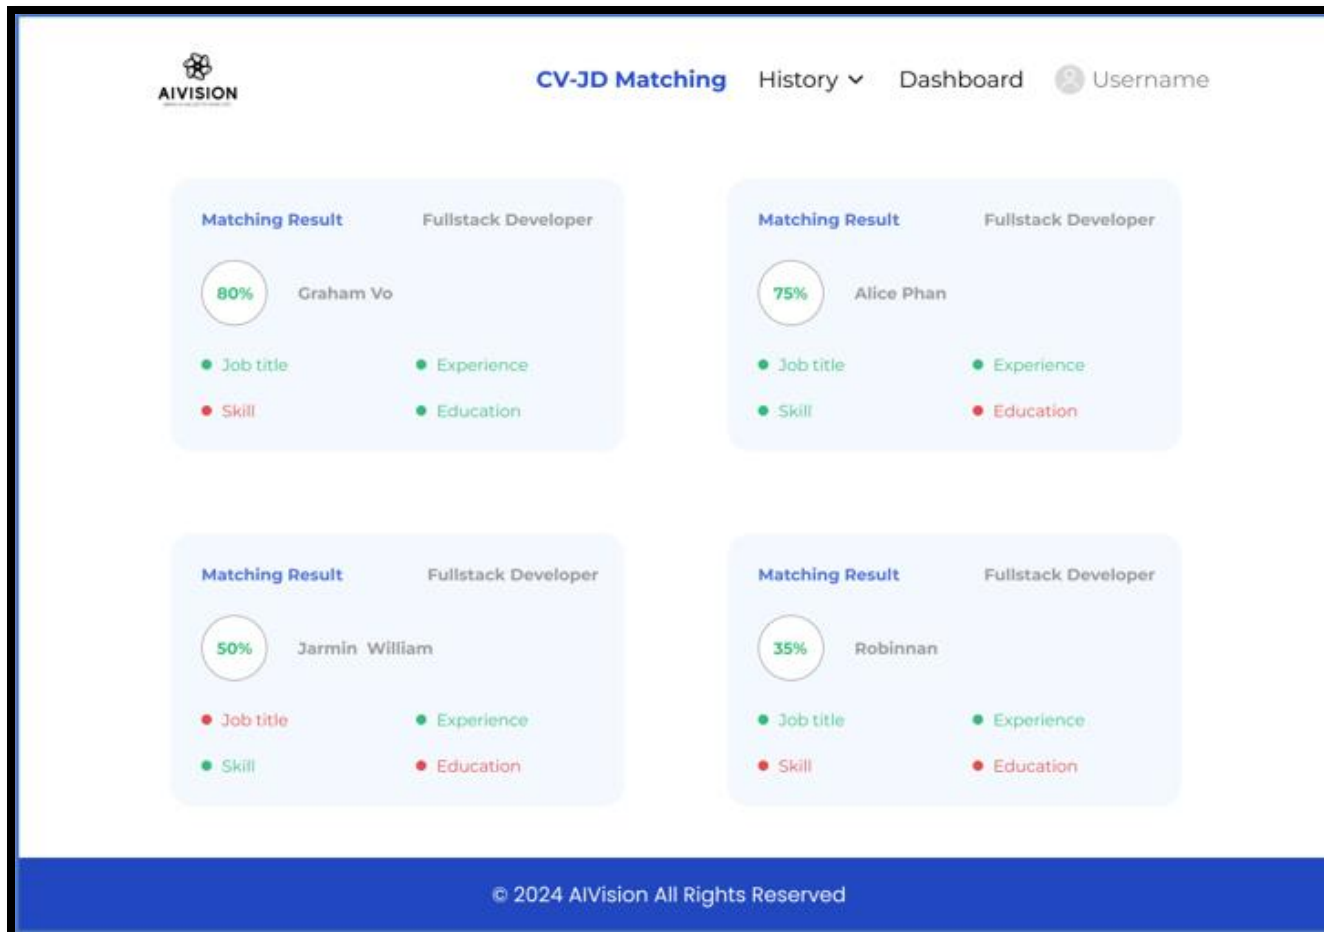 AIVISION
CV-JD Matching History Dashboard Username
Matching Result Fullstack Developer
80% Graham Vo
Job title Experience
Skill Education
Matching Result Fullstack Developer
75% Alice Phan
Job title Experience
Skill Education
Matching Result Fullstack Developer
50% Jarmin William
Job title Experience
Skill Education
Matching Result Fullstack Developer
35% Robinnan
Job title Experience
Skill Education
© 2024 AIVision All Rights Reserved